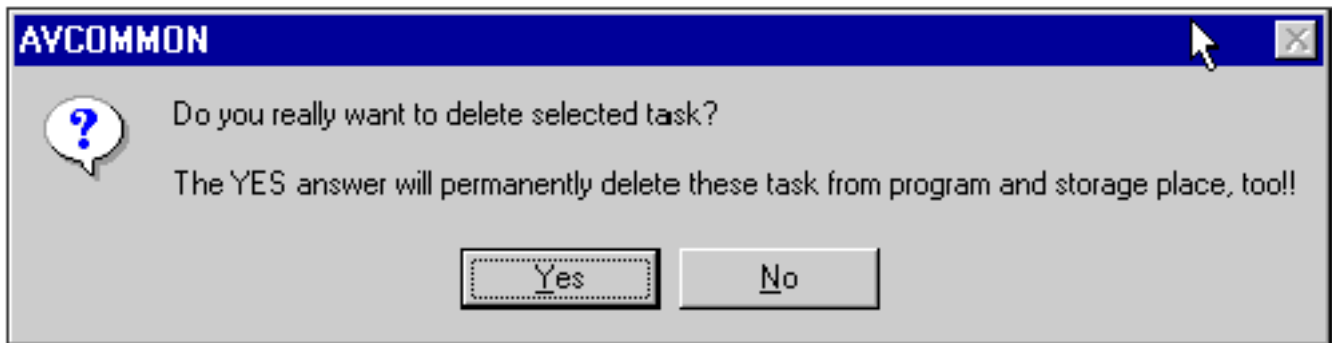 AVCOMMON
Do you really want to delete selected task?
The YES answer will permanently delete these task from program and storage place, too!!
Yes
No